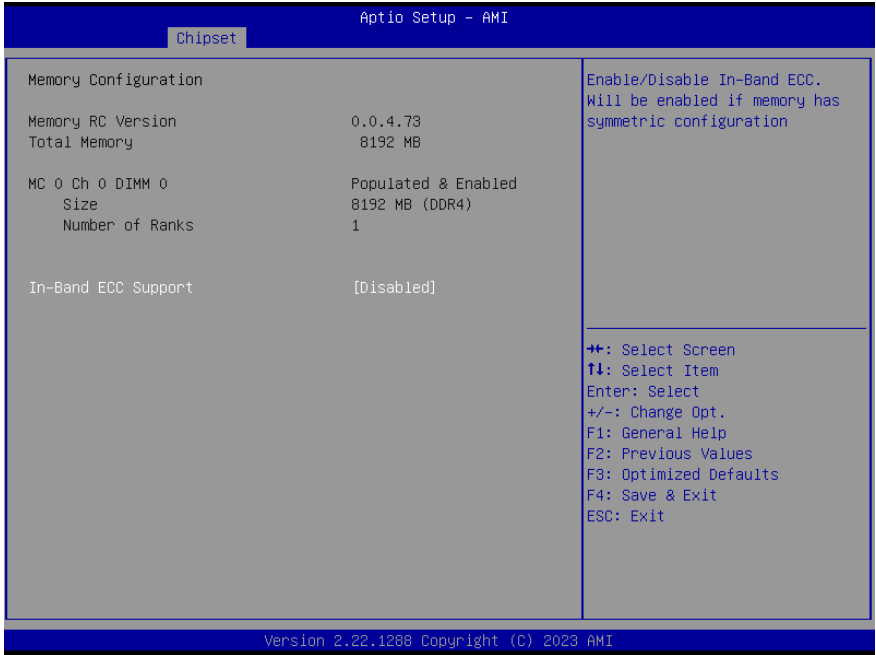 Aptio Setup – AMI
Chipset
Memory Configuration
Memory RC Version 0.0.4.73
Total Memory 8192 MB
MC 0 Ch 0 DIMM 0 Populated & Enabled
Size 8192 MB (DDR4)
Number of Ranks 1
In-Band ECC Support [Disabled]
Enable/Disable In-Band ECC.
Will be enabled if memory has
symmetric configuration
→←: Select Screen
↑↓: Select Item
Enter: Select
+/-: Change Opt.
F1: General Help
F2: Previous Values
F3: Optimized Defaults
F4: Save & Exit
ESC: Exit
Version 2.22.1288 Copyright (C) 2023 AMI